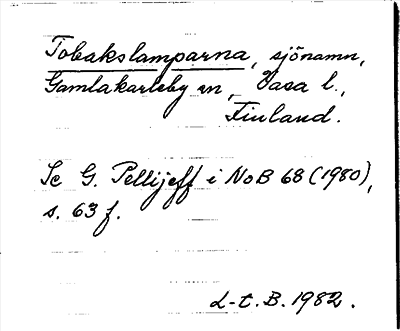 Tobakslamparna, sjönamn,
Gamlakarleby sn, Vasa l.,
Finland.
Se G. Pellijeff i NoB 68 (1980),
s. 63 f.
L-t. B. 1982.